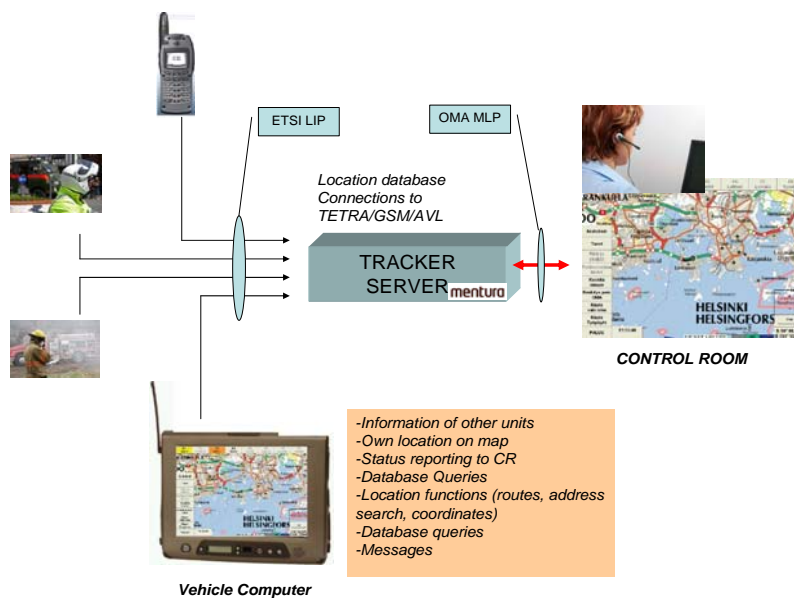 ETSI LIP
OMA MLP
Location database
Connections to
TETRA/GSM/AVL
TRACKER
SERVER
mentura
HELSINKI
HELSINGFORS
CONTROL ROOM
-Information of other units
-Own location on map
-Status reporting to CR
-Database Queries
-Location functions (routes, address
search, coordinates)
-Database queries
-Messages
HELSINKI
HELSINGFORS
Vehicle Computer